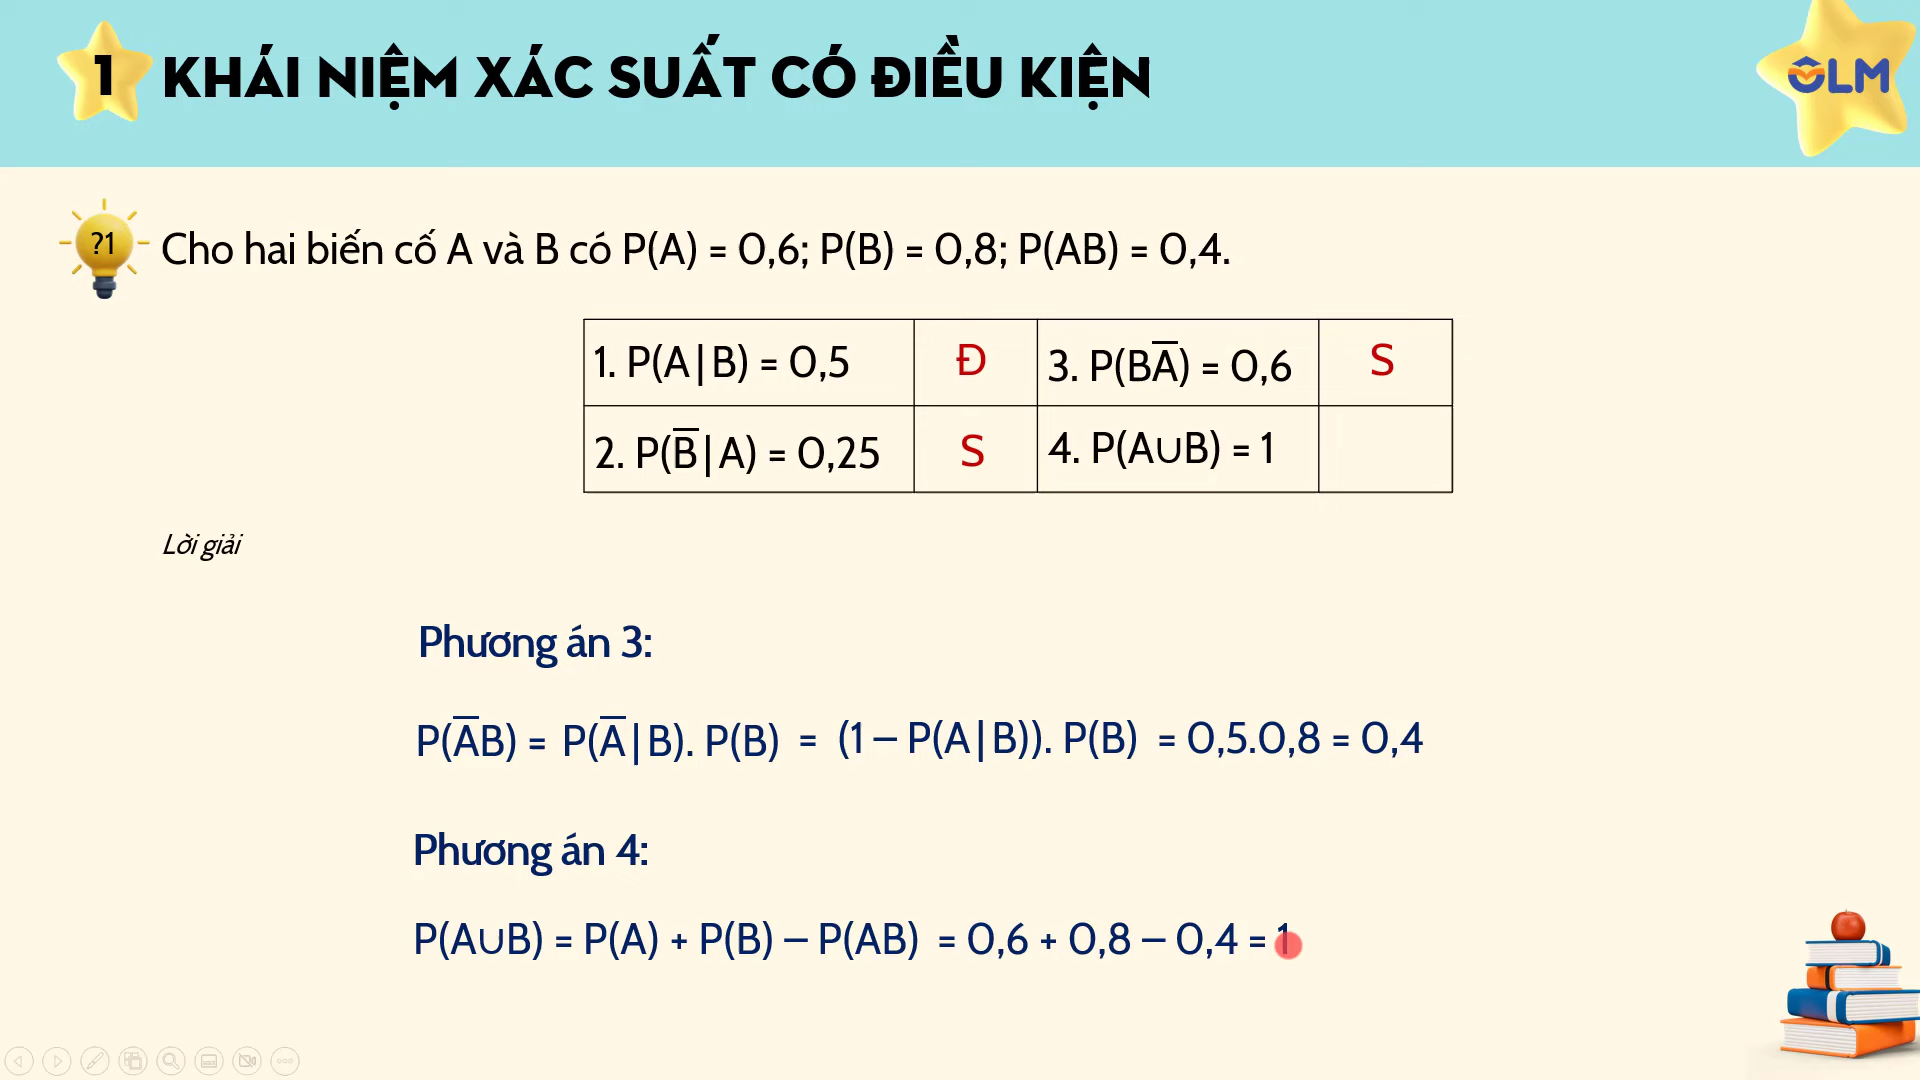 1 KHÁI NIỆM XÁC SUẤT CÓ ĐIỀU KIỆN
ÔLM
?1 Cho hai biến cố A và B có P(A) = 0,6; P(B) = 0,8; P(AB) = 0,4.
1. P(A|B) = 0,5 Đ 3. P(BA̅) = 0,6 S
2. P(B̅|A) = 0,25 S 4. P(A∪B) = 1
Lời giải
Phương án 3:
P(A̅B) = P(A̅|B). P(B) = (1 – P(A|B)). P(B) = 0,5.0,8 = 0,4
Phương án 4:
P(A∪B) = P(A) + P(B) – P(AB) = 0,6 + 0,8 – 0,4 = 1